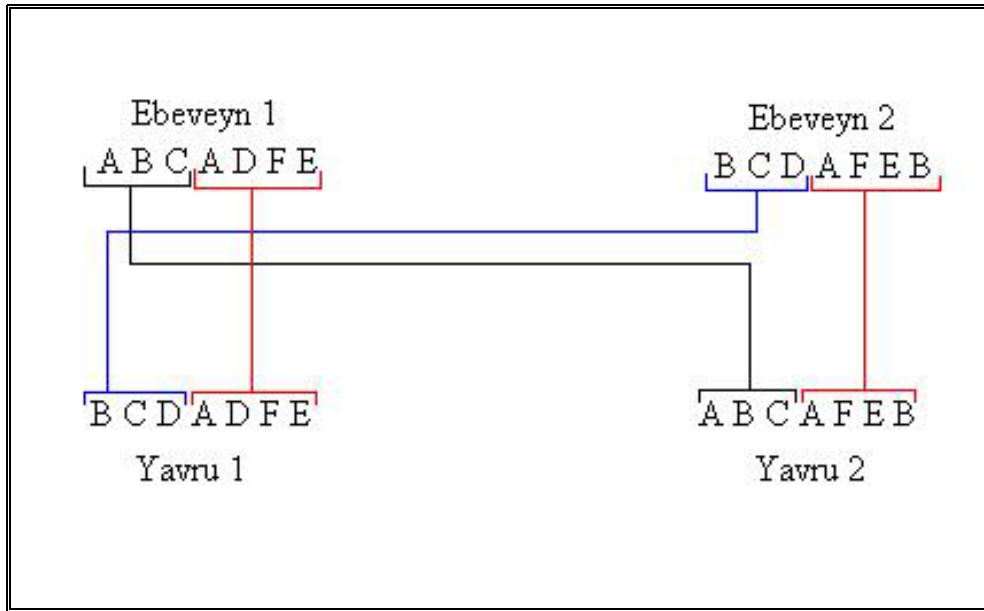 Ebeveyn 1
A B C A D F E
Ebeveyn 2
B C D A F E B
B C D A D F E
Yavru 1
A B C A F E B
Yavru 2